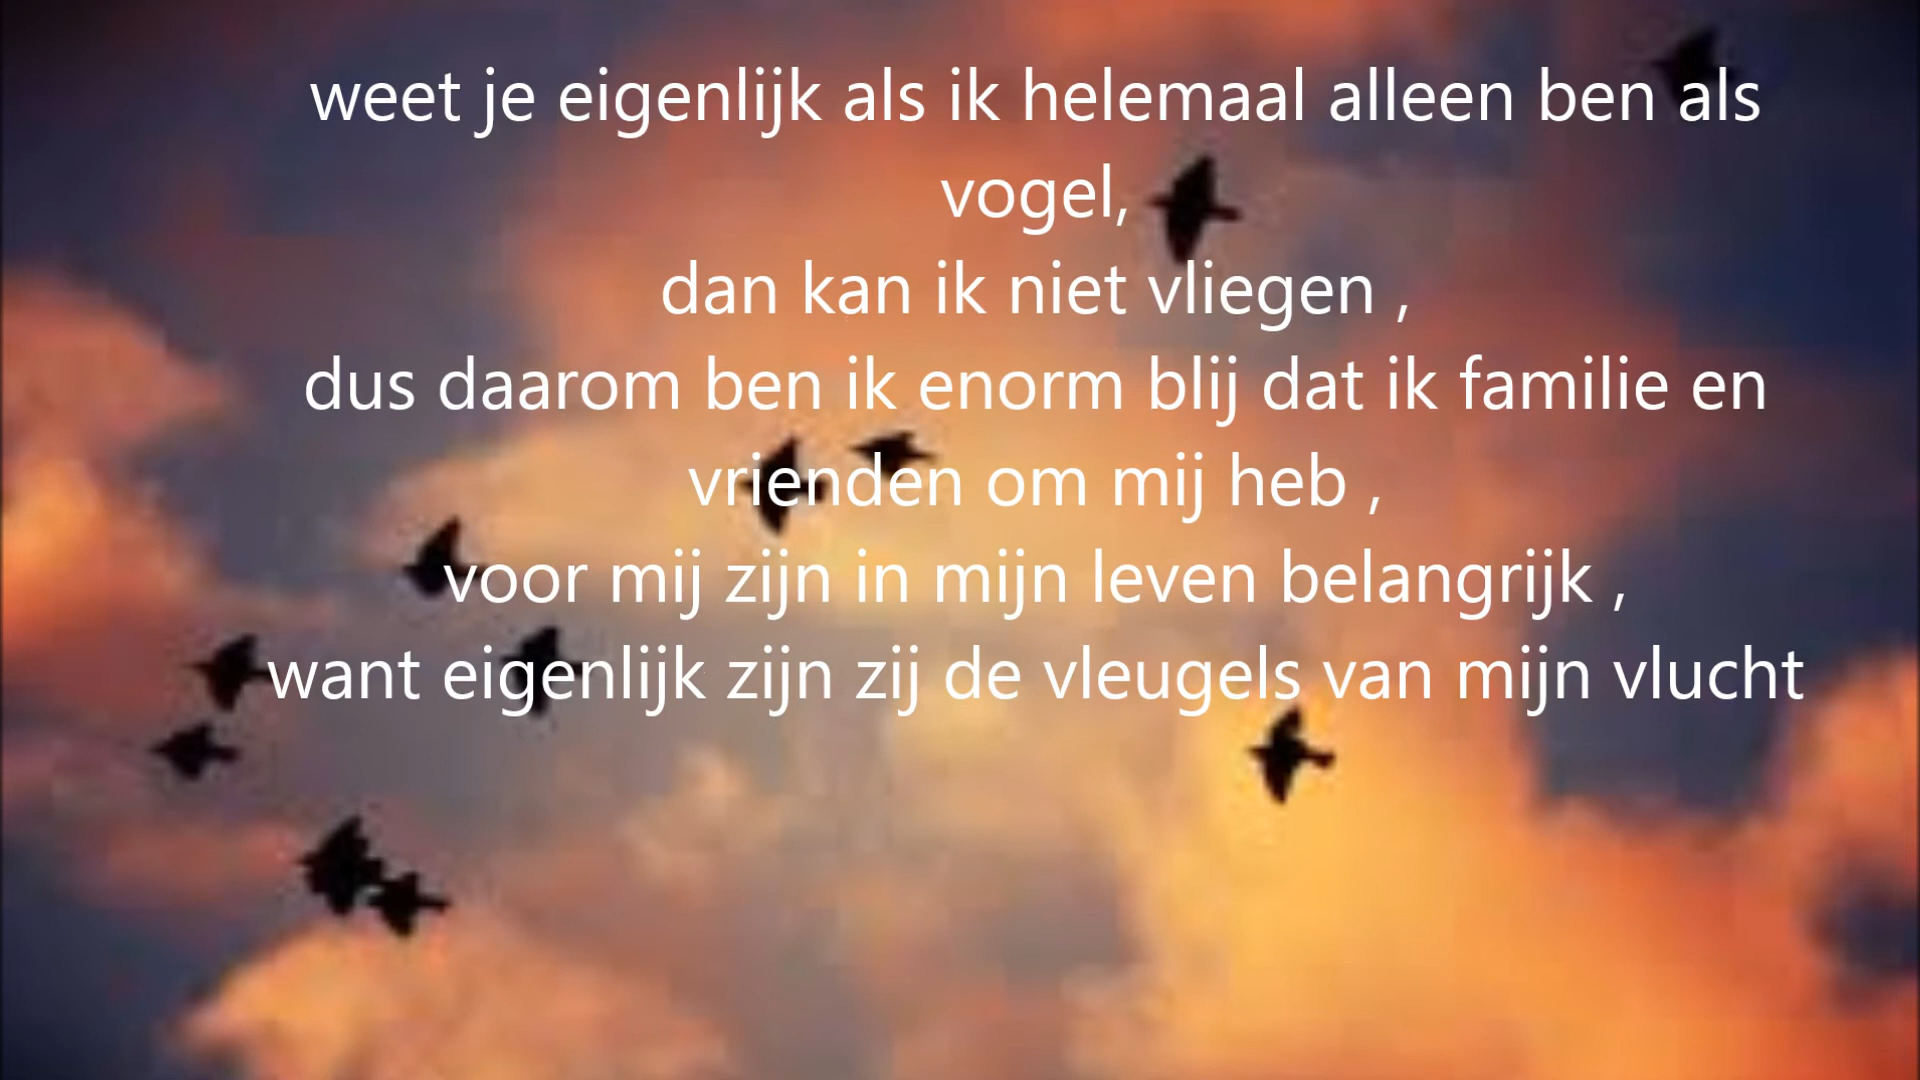 weet je eigenlijk als ik helemaal alleen ben als
vogel,
dan kan ik niet vliegen ,
dus daarom ben ik enorm blij dat ik familie en
vrienden om mij heb ,
voor mij zijn in mijn leven belangrijk ,
want eigenlijk zijn zij de vleugels van mijn vlucht